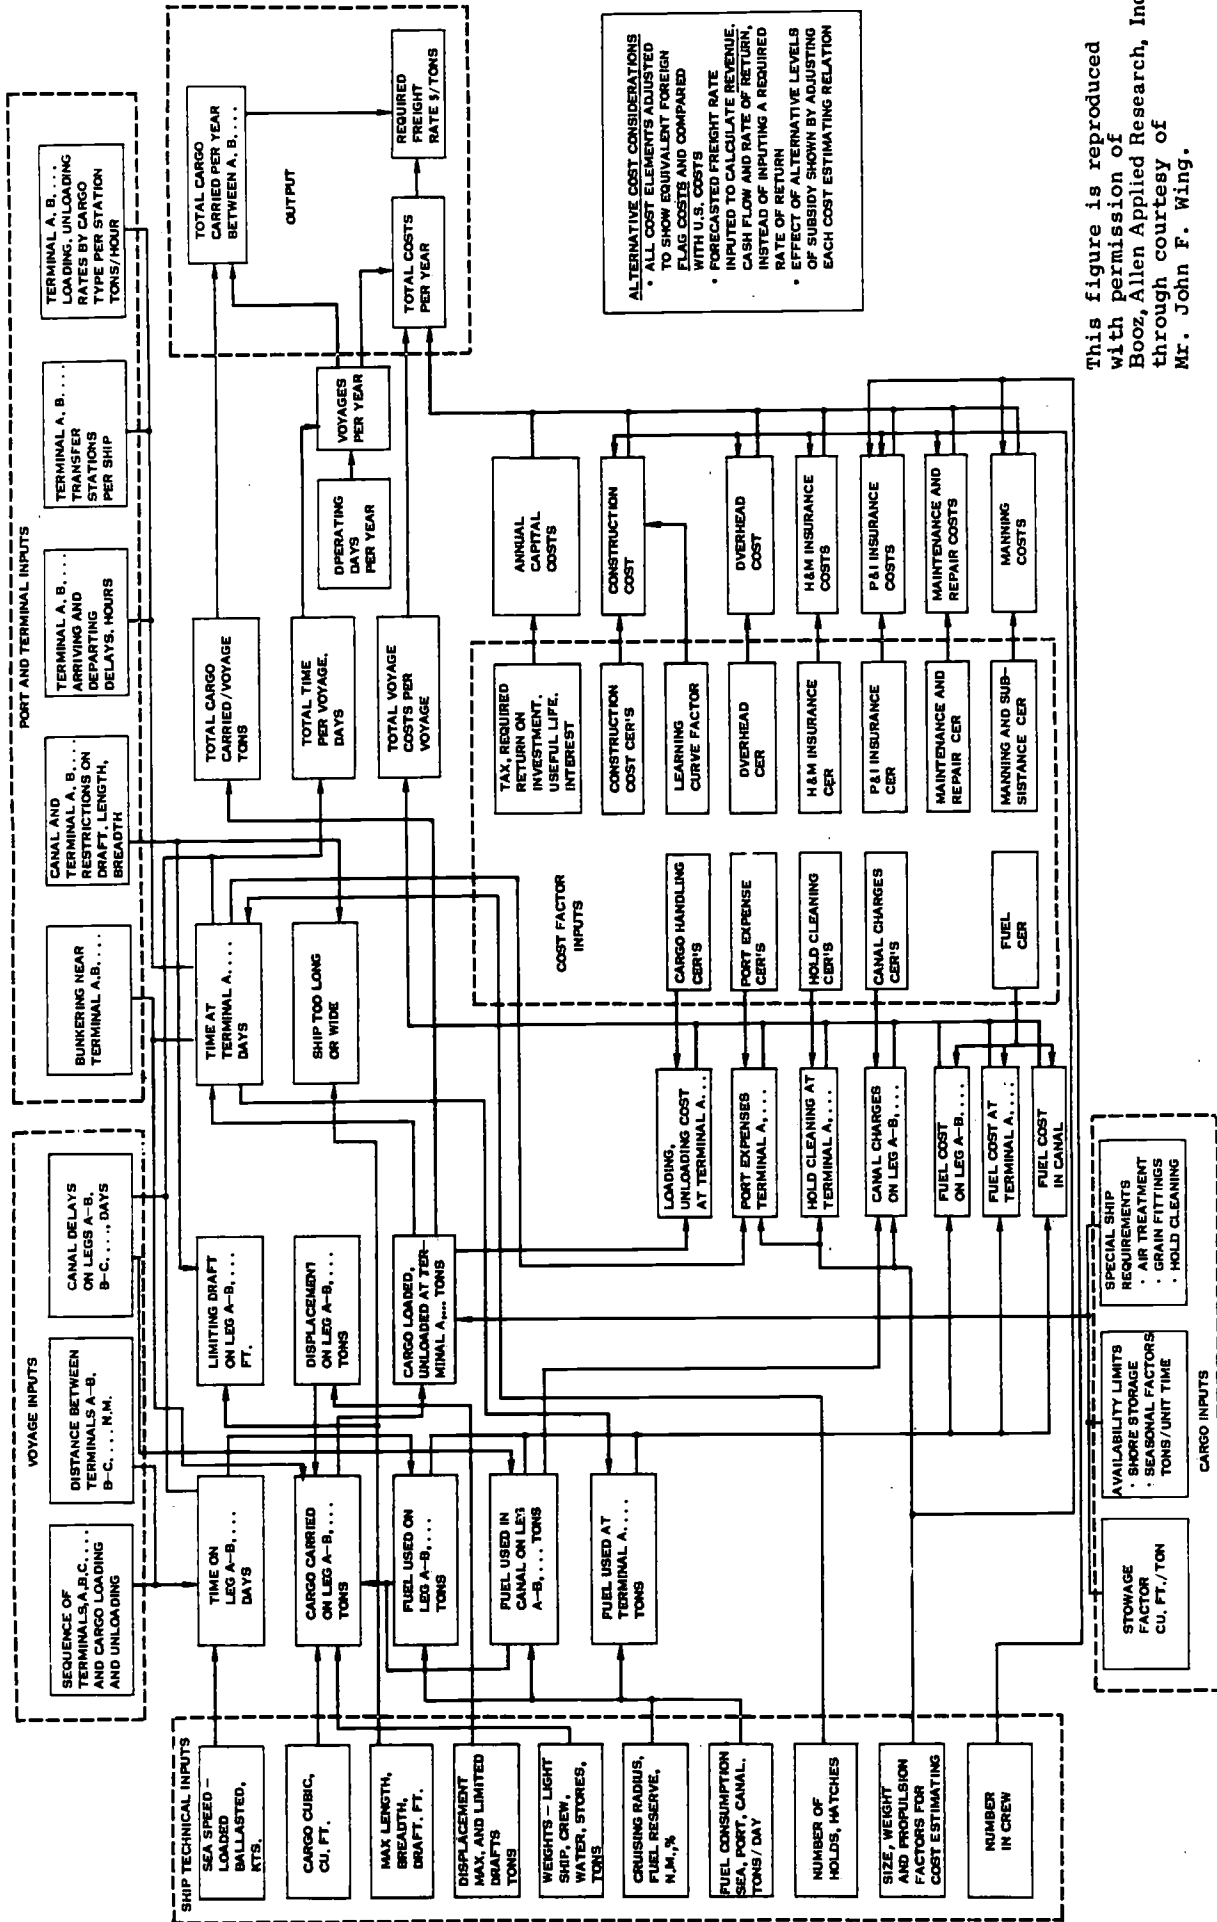 VOYAGE INPUTS
SEQUENCE OF
TERMINALS,A,B,C,...
AND CARGO LOADING
AND UNLOADING
DISTANCE BETWEEN
TERMINALS A-B,
B-C,... N.M.
CANAL DELAYS
ON LEGS A-B,
B-C,..., DAYS
PORT AND TERMINAL INPUTS
BUNKERING NEAR
TERMINAL A,B,...
CANAL AND
TERMINAL A, B,...
RESTRICTIONS ON
DRAFT, LENGTH,
BREADTH
TERMINAL A, B,...
ARRIVING AND
DEPARTING
DELAYS, HOURS
TERMINAL A, B,...
TRANSFER
STATIONS
PER SHIP
TERMINAL A, B,...
LOADING, UNLOADING
RATES BY CARGO
TYPE PER STATION
TONS/HOUR
SHIP TECHNICAL INPUTS
SEA SPEED –
LOADED
BALLASTED,
KTS.
CARGO CUBIC,
CU. FT.
MAX LENGTH,
BREADTH,
DRAFT. FT.
DISPLACEMENT
MAX, AND LIMITED
DRAFTS
TONS
WEIGHTS – LIGHT
SHIP, CREW,
WATER, STORES,
TONS
CRUISING RADIUS,
FUEL RESERVE,
N.M.,%
FUEL CONSUMPTION
SEA, PORT, CANAL.
TONS/DAY
NUMBER OF
HOLDS, HATCHES
SIZE, WEIGHT
AND PROPULSION
FACTORS FOR
COST ESTIMATING
NUMBER
IN CREW
TIME ON
LEG A-B,...
DAYS
CARGO CARRIED
ON LEG A-B,...
TONS
FUEL USED ON
LEG A-B,...
TONS
FUEL USED IN
CANAL ON LEG
A-B,... TONS
FUEL USED AT
TERMINAL A,...
TONS
LIMITING DRAFT
ON LEG A-B,...
FT.
DISPLACEMENT
ON LEG A-B,...
TONS
CARGO LOADED,
UNLOADED AT TER-
MINAL A,... TONS
TIME AT
TERMINAL A,...
DAYS
SHIP TOO LONG
OR WIDE
LOADING,
UNLOADING COST
AT TERMINAL A...
PORT EXPENSES
TERMINAL A,...
HOLD CLEANING AT
TERMINAL A,...
CANAL CHARGES
ON LEG A-B,...
FUEL COST
ON LEG A-B,...
FUEL COST AT
TERMINAL A,...
FUEL COST
IN CANAL
COST FACTOR
INPUTS
CARGO HANDLING
CER'S
PORT EXPENSE
CER'S
HOLD CLEANING
CER'S
CANAL CHARGES
CER'S
FUEL
CER
TAX, REQUIRED
RETURN ON
INVESTMENT.
USEFUL LIFE,
INTEREST
CONSTRUCTION
COST CER'S
LEARNING
CURVE FACTOR
OVERHEAD
CER
H&M INSURANCE
CER
P&I INSURANCE
CER
MAINTENANCE AND
REPAIR CER
MANNING AND SUB-
SISTANCE CER
TOTAL CARGO
CARRIED/VOYAGE
TONS
TOTAL TIME
PER VOYAGE,
DAYS
TOTAL VOYAGE
COSTS PER
VOYAGE
OPERATING
DAYS
PER YEAR
VOYAGES
PER YEAR
ANNUAL
CAPITAL
COSTS
CONSTRUCTION
COST
OVERHEAD
COST
H&M INSURANCE
COSTS
P&I INSURANCE
COSTS
MAINTENANCE AND
REPAIR COSTS
MANNING
COSTS
OUTPUT
TOTAL CARGO
CARRIED PER YEAR
BETWEEN A, B,...
TOTAL COSTS
PER YEAR
REQUIRED
FREIGHT
RATE $/TONS
ALTERNATIVE COST CONSIDERATIONS
• ALL COST ELEMENTS ADJUSTED
TO SHOW EQUIVALENT FOREIGN
FLAG COSTS AND COMPARED
WITH U.S. COSTS
• FORECASTED FREIGHT RATE
INPUTED TO CALCULATE REVENUE,
CASH FLOW AND RATE OF RETURN,
INSTEAD OF INPUTING A REQUIRED
RATE OF RETURN
• EFFECT OF ALTERNATIVE LEVELS
OF SUBSIDY SHOWN BY ADJUSTING
EACH COST ESTIMATING RELATION
CARGO INPUTS
STOWAGE
FACTOR
CU. FT./TON
AVAILABILITY LIMITS
• SHORE STORAGE
• SEASONAL FACTORS
TONS/UNIT TIME
SPECIAL SHIP
REQUIREMENTS
• AIR TREATMENT
• GRAIN FITTINGS
• HOLD CLEANING
This figure is reproduced
with permission of
Booz, Allen Applied Research, Inc
through courtesy of
Mr. John F. Wing.